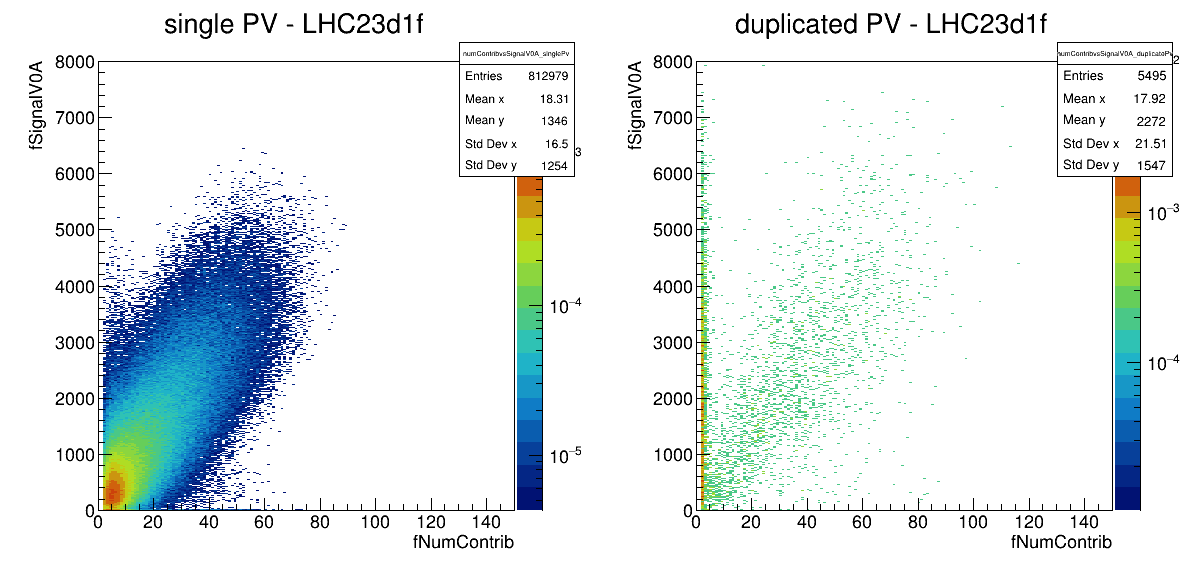 single PV - LHC23d1f
numContribvsSignalV0A_singlePv
Entries 812979
Mean x 18.31
Mean y 1346
Std Dev x 16.5
Std Dev y 1254
fSignalV0A
8000
7000
6000
5000
4000
3000
2000
1000
0
0 20 40 60 80 100 120 140
fNumContrib
3
10−4
10−5
duplicated PV - LHC23d1f
numContribvsSignalV0A_duplicatePv
Entries 5495
Mean x 17.92
Mean y 2272
Std Dev x 21.51
Std Dev y 1547
fSignalV0A
8000
7000
6000
5000
4000
3000
2000
1000
0
0 20 40 60 80 100 120 140
fNumContrib
2
10−3
10−4